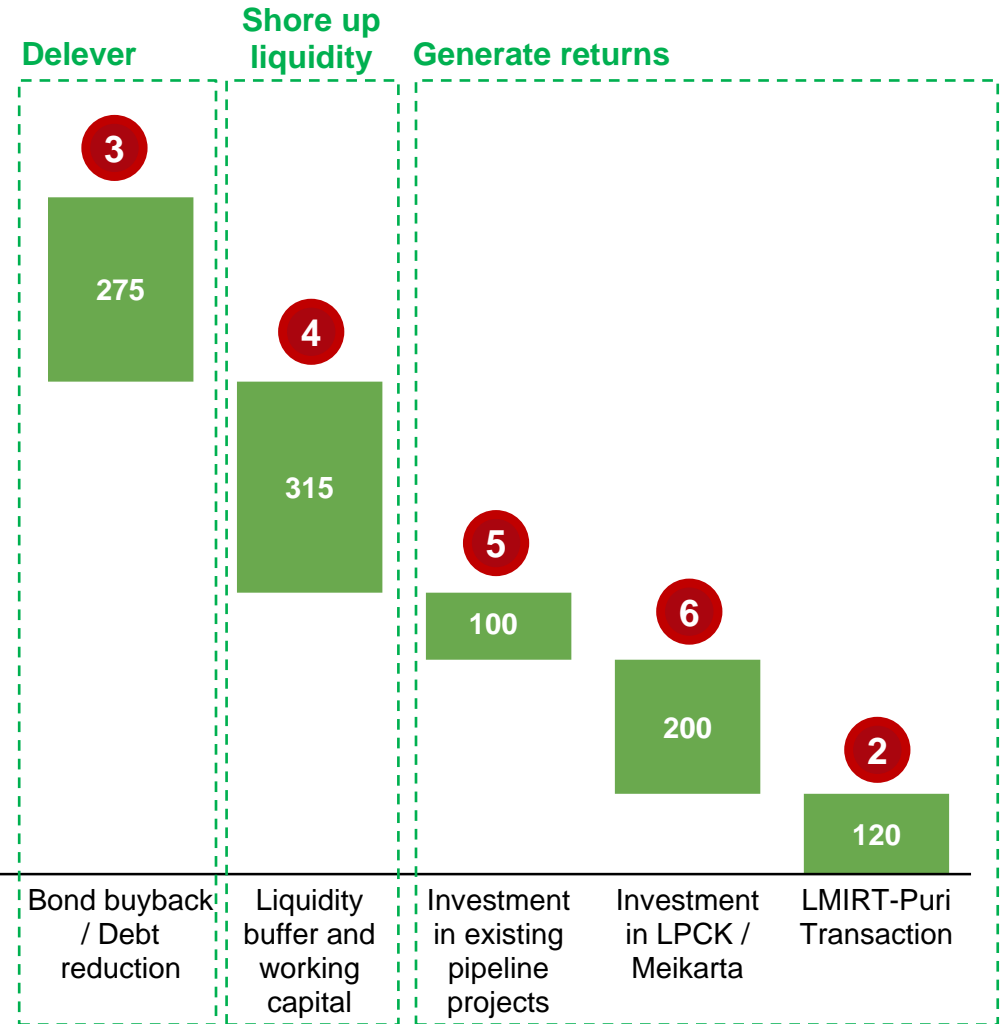 Delever
Shore up
liquidity
Generate returns
3
275
4
315
5
100
6
200
2
120
Bond buyback
/ Debt
reduction
Liquidity
buffer and
working
capital
Investment
in existing
pipeline
projects
Investment
in LPCK /
Meikarta
LMIRT-Puri
Transaction